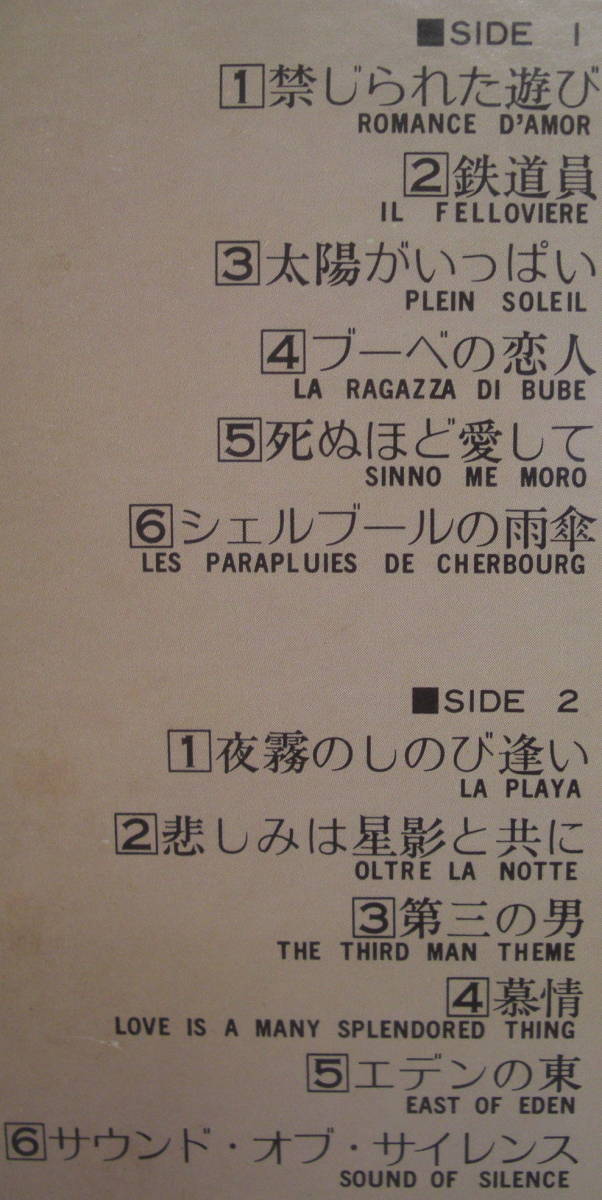 ■SIDE 1
1禁じられた遊び
ROMANCE D'AMOR
2鉄道員
IL FELLOVIERE
3太陽がいっぱい
PLEIN SOLEIL
4ブーベの恋人
LA RAGAZZA DI BUBE
5死ぬほど愛して
SINNO ME MORO
6シェルブールの雨傘
LES PARAPLUIES DE CHERBOURG
■SIDE 2
1夜霧のしのび逢い
LA PLAYA
2悲しみは星影と共に
OLTRE LA NOTTE
3第三の男
THE THIRD MAN THEME
4慕情
LOVE IS A MANY SPLENDORED THING
5エデンの東
EAST OF EDEN
6サウンド・オブ・サイレンス
SOUND OF SILENCE